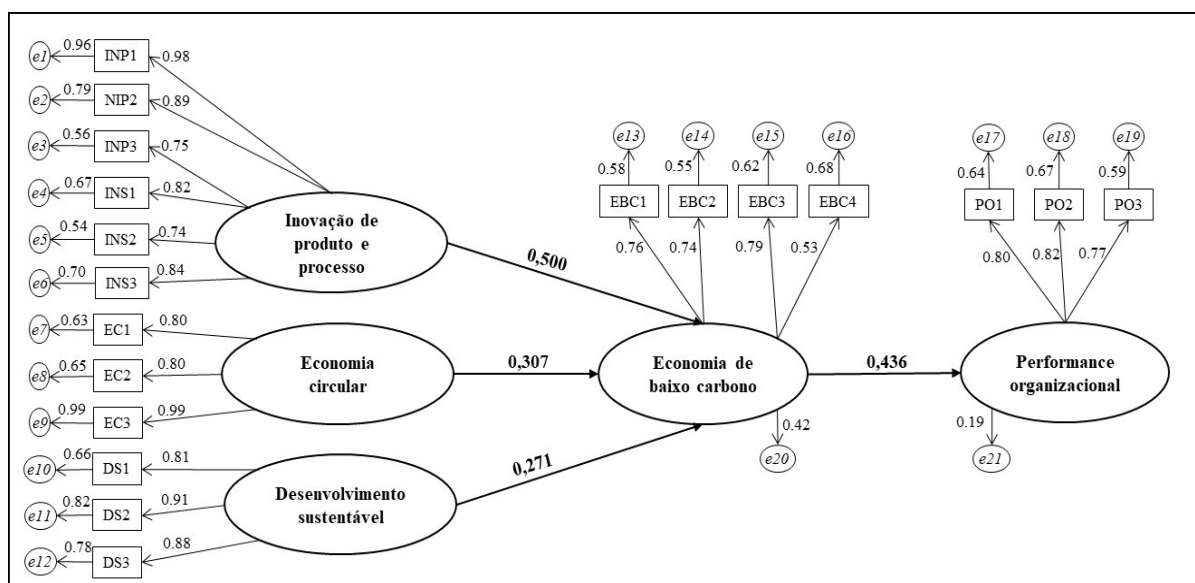 e1 0.96 INP1 0.98
e2 0.79 NIP2 0.89
e3 0.56 INP3 0.75
e4 0.67 INS1 0.82
e5 0.54 INS2 0.74
e6 0.70 INS3 0.84
Inovação de
produto e
processo
0,500
e7 0.63 EC1 0.80
e8 0.65 EC2 0.80
e9 0.99 EC3 0.99
Economia
circular
0,307
e10 0.66 DS1 0.81
e11 0.82 DS2 0.91
e12 0.78 DS3 0.88
Desenvolvimento
sustentável
0,271
e13 e14 e15 e16
0.58 0.55 0.62 0.68
EBC1 EBC2 EBC3 EBC4
0.76 0.74 0.79 0.53
Economia de
baixo carbono
0.42
e20
0,436
e17 e18 e19
0.64 0.67 0.59
PO1 PO2 PO3
0.80 0.82 0.77
Performance
organizacional
0.19
e21